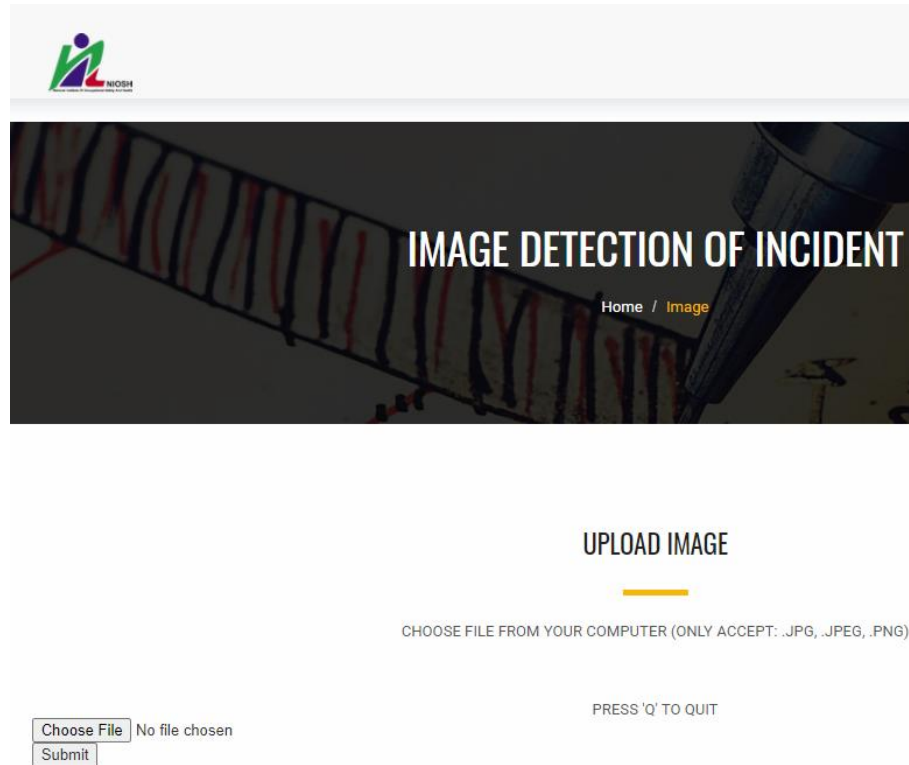 NIOSH
IMAGE DETECTION OF INCIDENT
Home / Image
UPLOAD IMAGE
CHOOSE FILE FROM YOUR COMPUTER (ONLY ACCEPT: .JPG, .JPEG, .PNG)
PRESS 'Q' TO QUIT
Choose File No file chosen
Submit